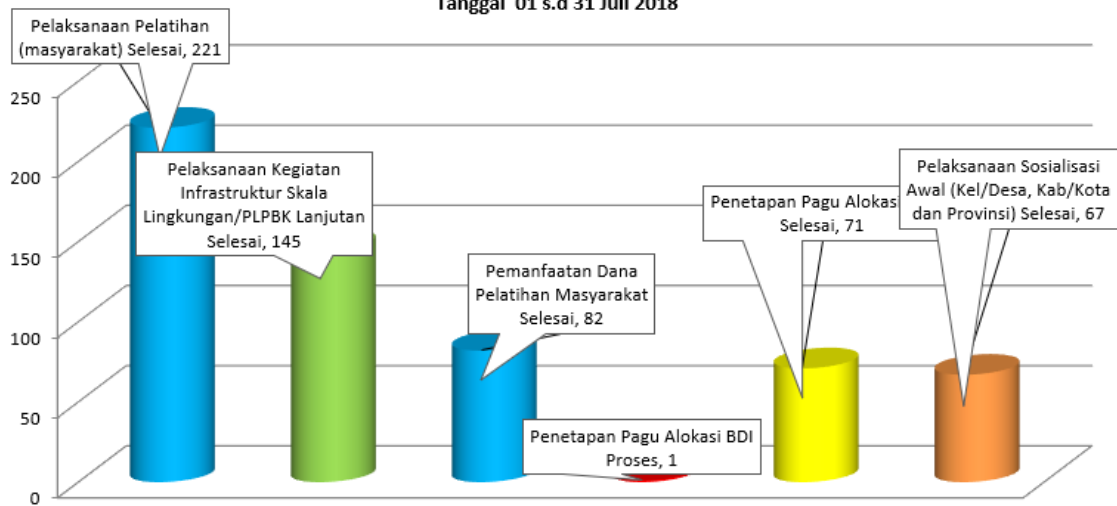 Tanggal 01 s.d 31 Juli 2018
Pelaksanaan Pelatihan
(masyarakat) Selesai, 221
Pelaksanaan Kegiatan
Infrastruktur Skala
Lingkungan/PLPBK Lanjutan
Selesai, 145
Pemanfaatan Dana
Pelatihan Masyarakat
Selesai, 82
Penetapan Pagu Alokasi BDI
Proses, 1
Penetapan Pagu Alokasi
Selesai, 71
Pelaksanaan Sosialisasi
Awal (Kel/Desa, Kab/Kota
dan Provinsi) Selesai, 67
250
200
150
100
50
0